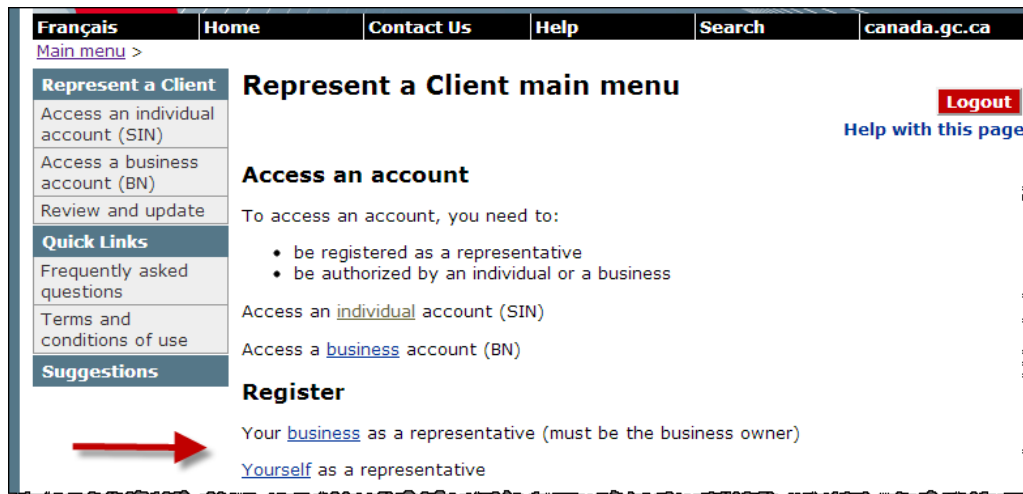 Français Home Contact Us Help Search canada.gc.ca
Main menu >
Represent a Client
Access an individual
account (SIN)
Access a business
account (BN)
Review and update
Quick Links
Frequently asked
questions
Terms and
conditions of use
Suggestions
Represent a Client main menu
Logout
Help with this page
Access an account
To access an account, you need to:
• be registered as a representative
• be authorized by an individual or a business
Access an individual account (SIN)
Access a business account (BN)
Register
Your business as a representative (must be the business owner)
Yourself as a representative